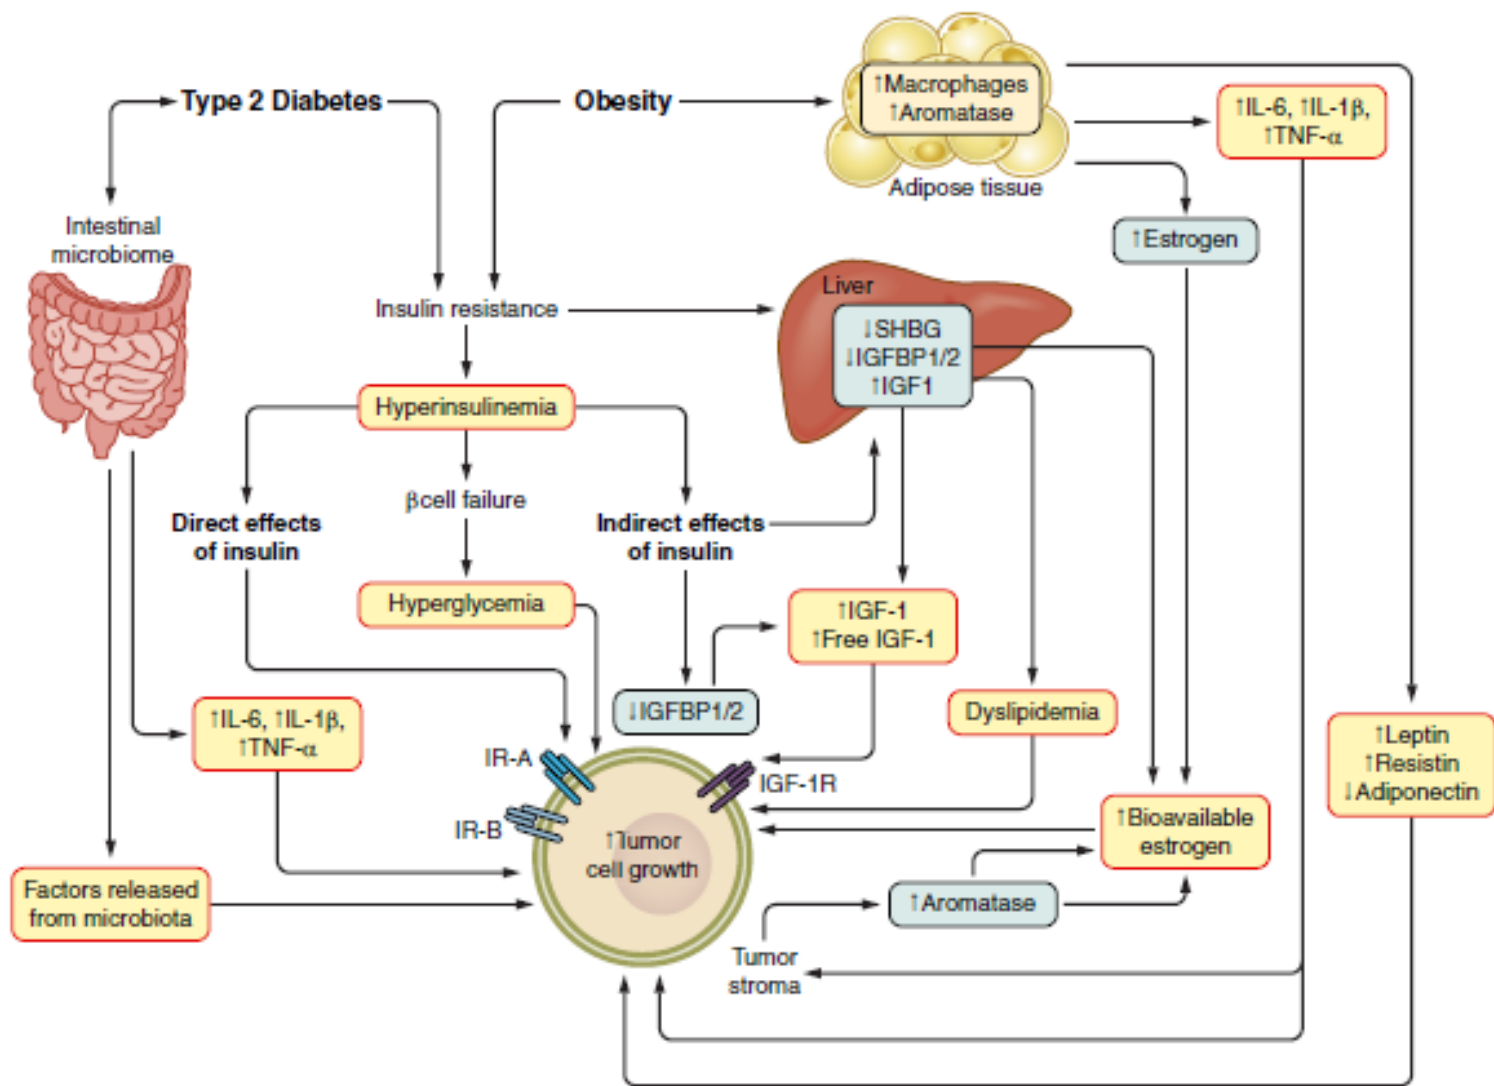 Type 2 Diabetes
Obesity
↑Macrophages
↑Aromatase
Adipose tissue
↑IL-6, ↑IL-1β,
↑TNF-α
Intestinal
microbiome
↑Estrogen
Insulin resistance
Liver
↓SHBG
↓IGFBP1/2
↑IGF1
Hyperinsulinemia
βcell failure
Direct effects
of insulin
Indirect effects
of insulin
Hyperglycemia
↑IGF-1
↑Free IGF-1
↓IGFBP1/2
Dyslipidemia
↑IL-6, ↑IL-1β,
↑TNF-α
↑Leptin
↑Resistin
↓Adiponectin
IR-A
IGF-1R
IR-B
↑Tumor
cell growth
↑Bioavailable
estrogen
Factors released
from microbiota
↑Aromatase
Tumor
stroma